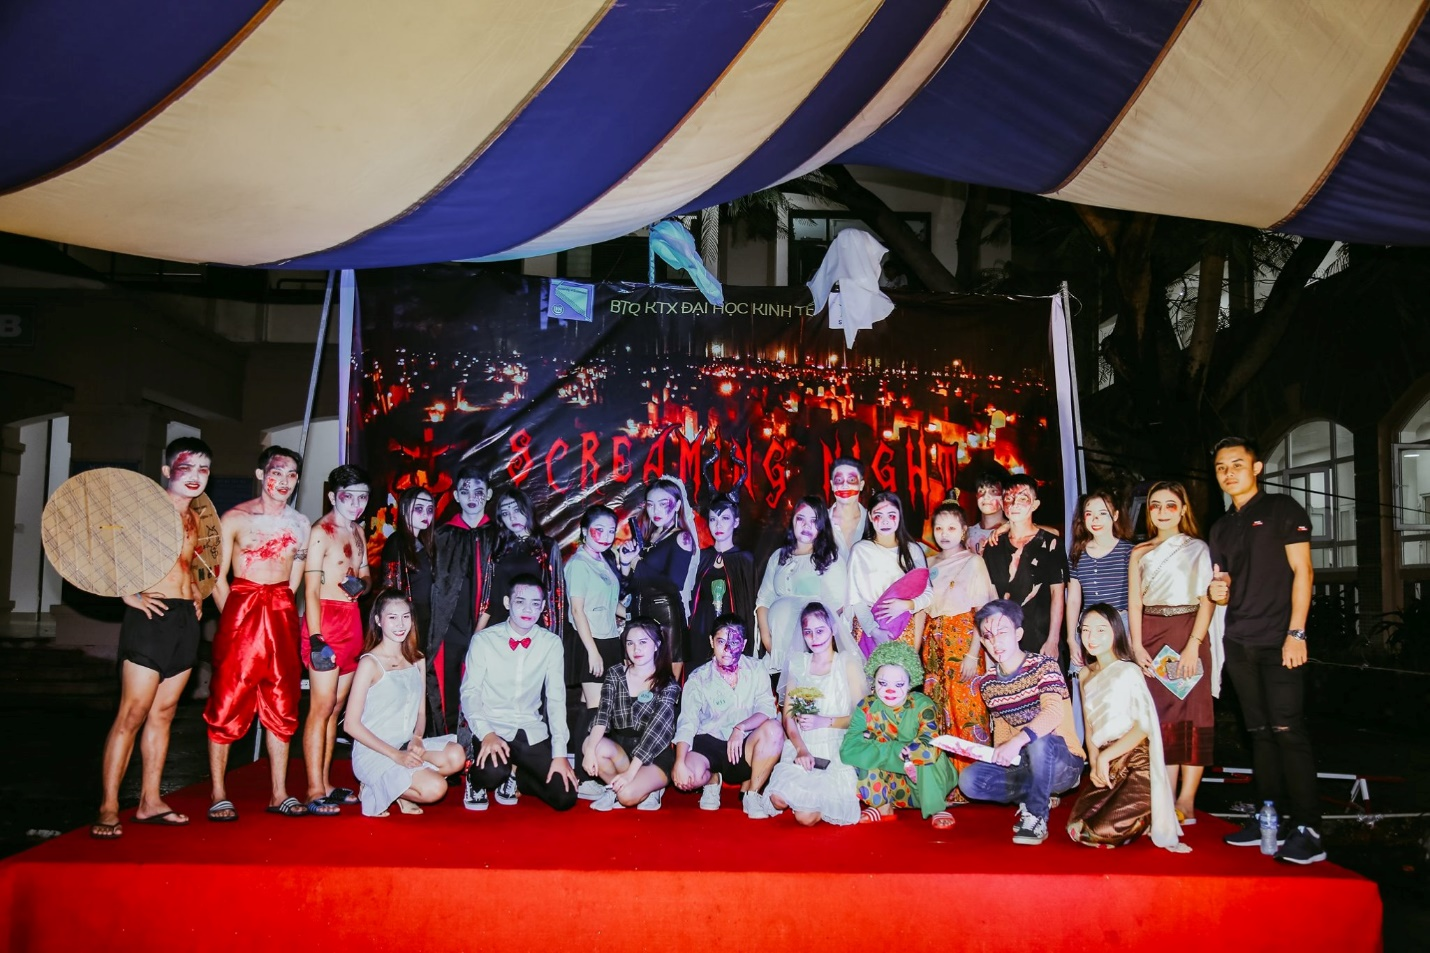 BTQ KTX ĐẠI HỌC KINH TẾ
SCREAMING NIGHT
B